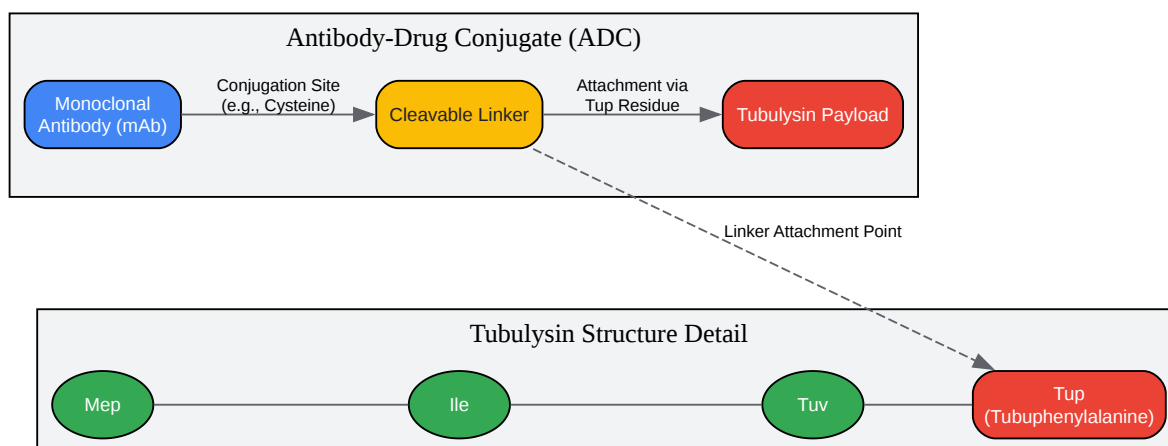 Antibody-Drug Conjugate (ADC)
Monoclonal
Antibody (mAb)
Conjugation Site
(e.g., Cysteine)
Cleavable Linker
Attachment via
Tup Residue
Tubulysin Payload
Linker Attachment Point
Tubulysin Structure Detail
Mep
Ile
Tuv
Tup
(Tubuphenylalanine)